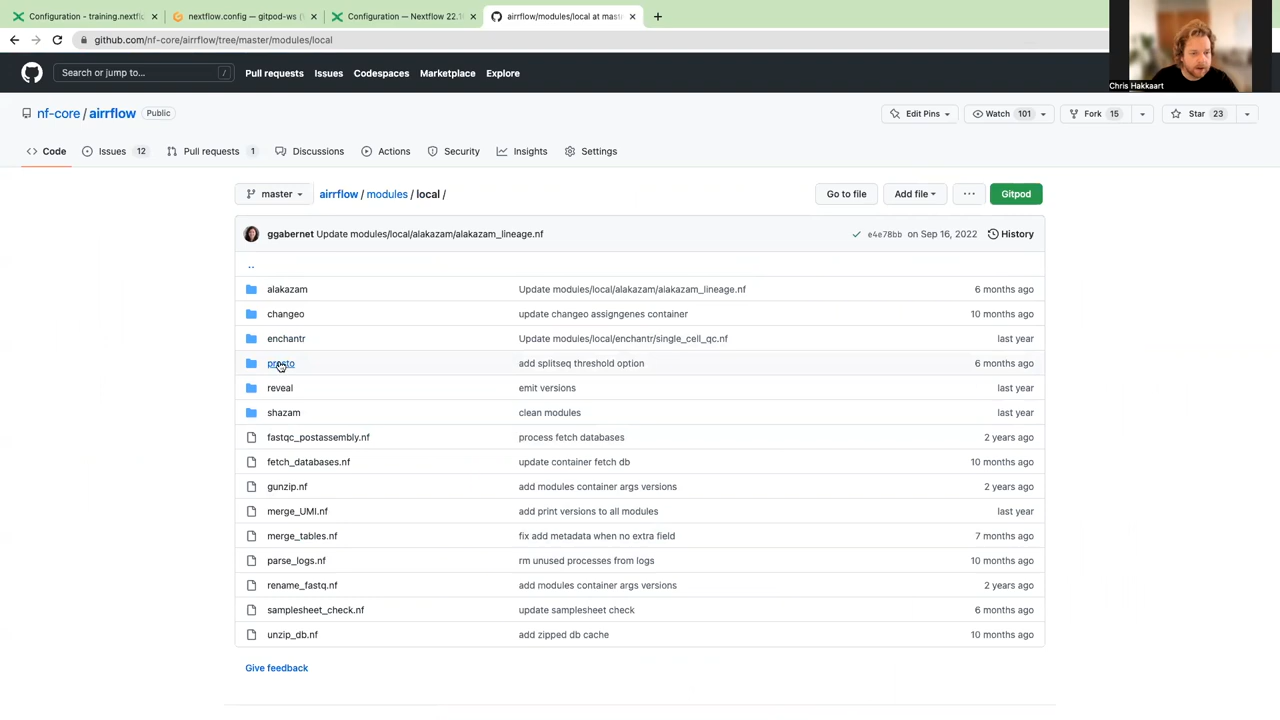 Configuration - training.nextfl
nextflow.config — gitpod-ws (
Configuration — Nextflow 22.1
airrflow/modules/local at mast
github.com/nf-core/airrflow/tree/master/modules/local
Chris Hakkaart
Search or jump to... /
Pull requests
Issues
Codespaces
Marketplace
Explore
nf-core / airrflow Public
Edit Pins
Watch 101
Fork 15
Star 23
Code
Issues 12
Pull requests 1
Discussions
Actions
Security
Insights
Settings
master
airrflow / modules / local /
Go to file
Add file
...
Gitpod
ggabernet Update modules/local/alakazam/alakazam_lineage.nf
e4e78bb on Sep 16, 2022 History
..
alakazam Update modules/local/alakazam/alakazam_lineage.nf 6 months ago
changeo update changeo assigngenes container 10 months ago
enchantr Update modules/local/enchantr/single_cell_qc.nf last year
presto add splitseq threshold option 6 months ago
reveal emit versions last year
shazam clean modules last year
fastqc_postassembly.nf process fetch databases 2 years ago
fetch_databases.nf update container fetch db 10 months ago
gunzip.nf add modules container args versions 2 years ago
merge_UMI.nf add print versions to all modules last year
merge_tables.nf fix add metadata when no extra field 7 months ago
parse_logs.nf rm unused processes from logs 10 months ago
rename_fastq.nf add modules container args versions 2 years ago
samplesheet_check.nf update samplesheet check 6 months ago
unzip_db.nf add zipped db cache 10 months ago
Give feedback